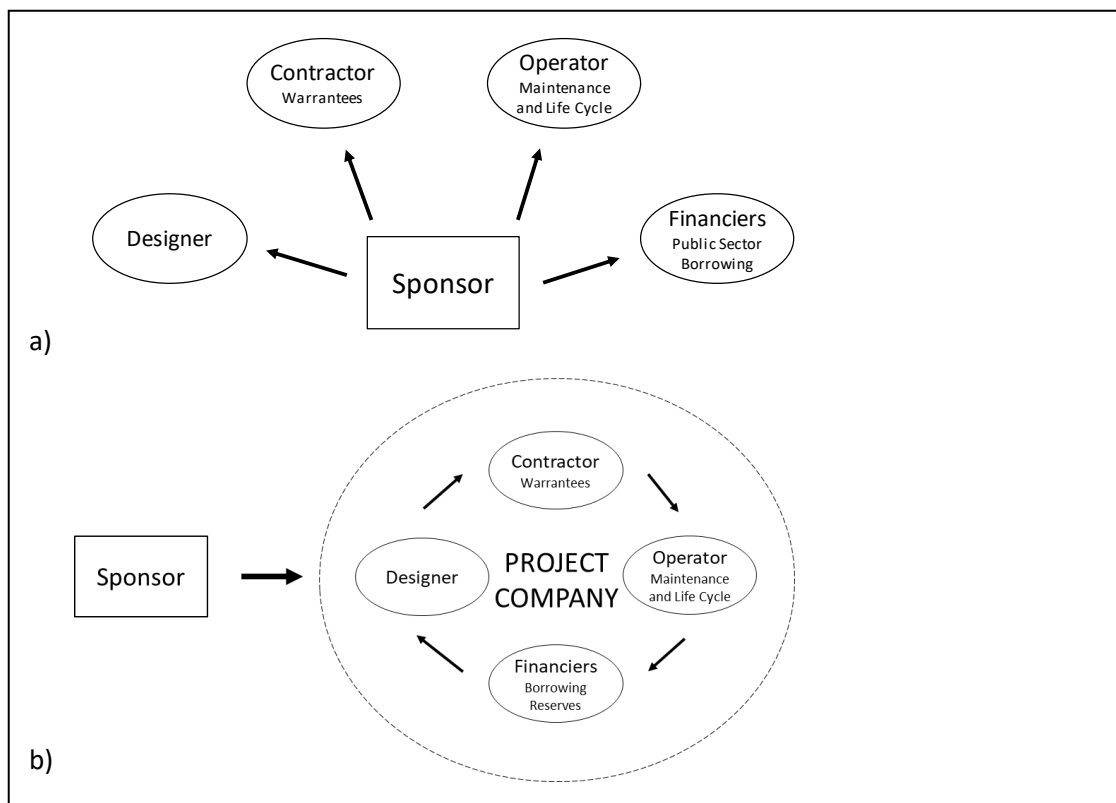 Contractor
Warrantees
Operator
Maintenance
and Life Cycle
Designer
Financiers
Public Sector
Borrowing
Sponsor
a)
Contractor
Warrantees
Sponsor
Designer
PROJECT
COMPANY
Operator
Maintenance
and Life Cycle
Financiers
Borrowing
Reserves
b)